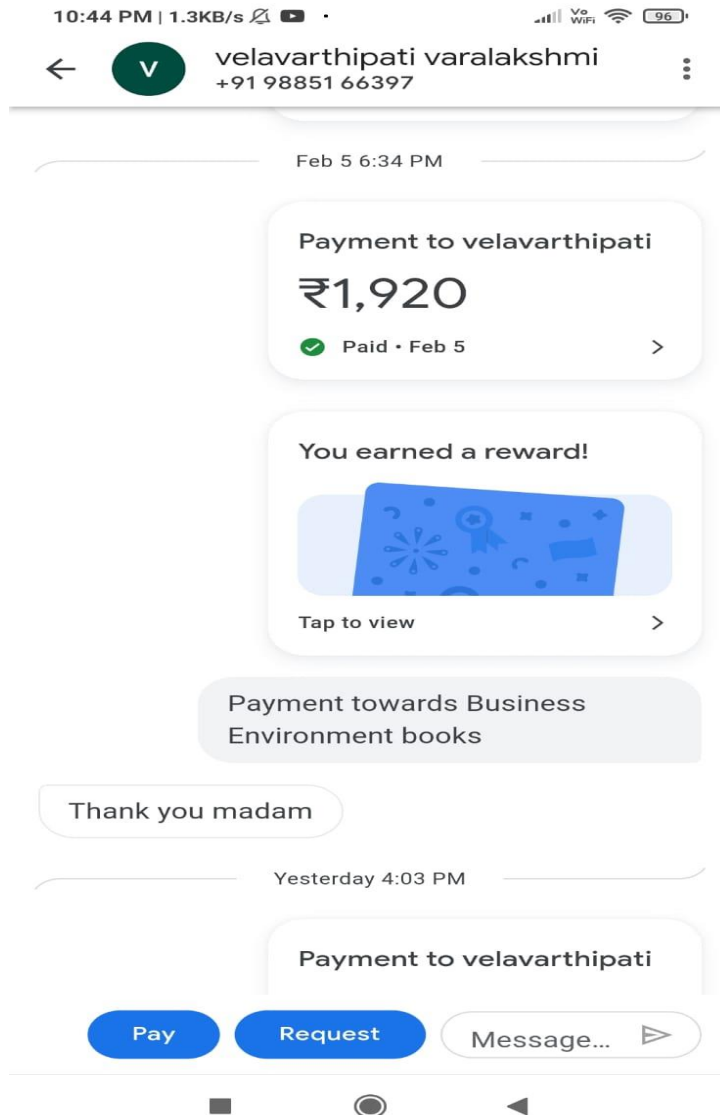 10:44 PM | 1.3KB/s
Vo WiFi 96
V
velavarthipati varalakshmi
+91 98851 66397
Feb 5 6:34 PM
Payment to velavarthipati
₹1,920
Paid • Feb 5
You earned a reward!
Tap to view
Payment towards Business
Environment books
Thank you madam
Yesterday 4:03 PM
Payment to velavarthipati
Pay
Request
Message...